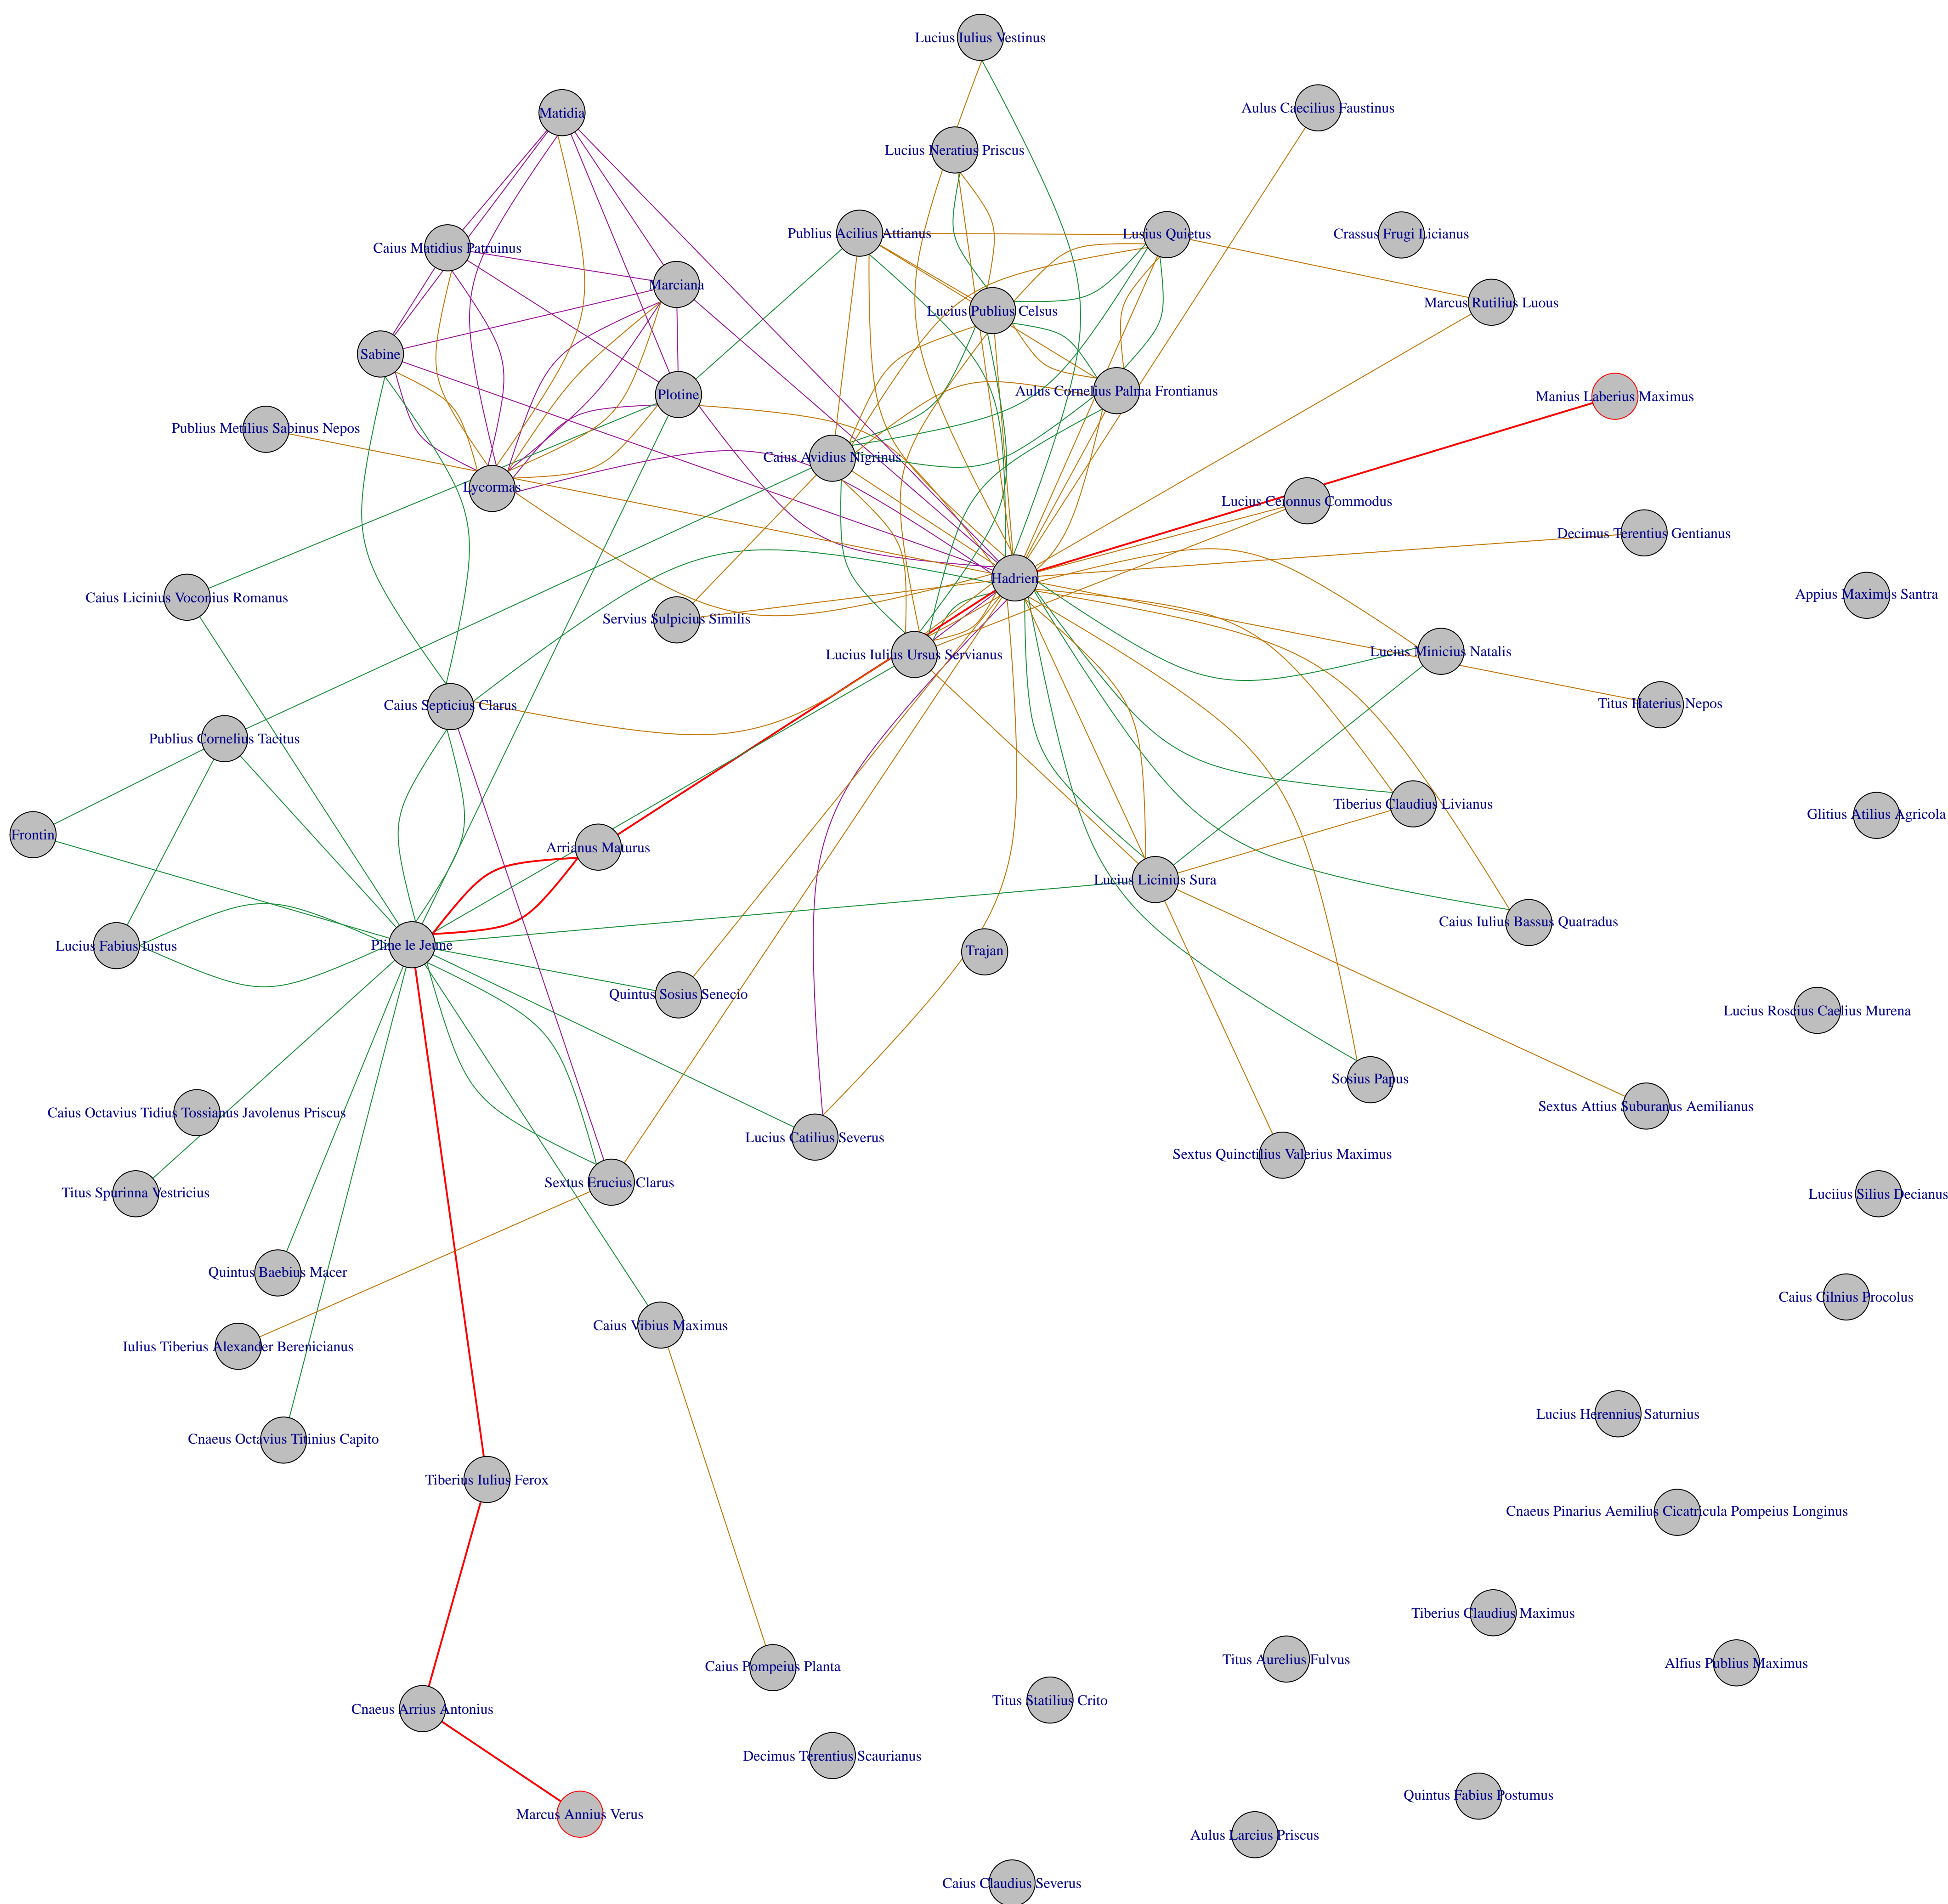 Lucius Iulius Vestinus
Aulus Caecilius Faustinus
Matidia
Lucius Neratius Priscus
Publius Acilius Attianus
Lusius Quietus
Crassus Frugi Licianus
Caius Matidius Patruinus
Marciana
Marcus Rutilius Luous
Lucius Publius Celsus
Sabine
Plotine
Aulus Cornelius Palma Frontianus
Manius Laberius Maximus
Publius Metilius Sabinus Nepos
Caius Avidius Nigrinus
Lycormas
Lucius Ceionnus Commodus
Decimus Terentius Gentianus
Hadrien
Appius Maximus Santra
Caius Licinius Voconius Romanus
Servius Sulpicius Similis
Lucius Iulius Ursus Servianus
Lucius Minicius Natalis
Titus Haterius Nepos
Caius Septicius Clarus
Publius Cornelius Tacitus
Tiberius Claudius Livianus
Glitius Atilius Agricola
Frontin
Arrianus Maturus
Lucius Licinius Sura
Caius Iulius Bassus Quatradus
Lucius Fabius Iustus
Pline le Jeune
Trajan
Quintus Sosius Senecio
Lucius Roscius Caelius Murena
Sosius Papus
Caius Octavius Tidius Tossianus Javolenus Priscus
Sextus Attius Suburanus Aemilianus
Lucius Catilius Severus
Sextus Quinctilius Valerius Maximus
Sextus Erucius Clarus
Titus Spurinna Vestricius
Luciius Silius Decianus
Quintus Baebius Macer
Caius Cilnius Procolus
Caius Vibius Maximus
Iulius Tiberius Alexander Berenicianus
Lucius Herennius Saturnius
Cnaeus Octavius Titinius Capito
Tiberius Iulius Ferox
Cnaeus Pinarius Aemilius Cicatricula Pompeius Longinus
Tiberius Claudius Maximus
Titus Aurelius Fulvus
Alfius Publius Maximus
Caius Pompeius Planta
Titus Statilius Crito
Cnaeus Arrius Antonius
Decimus Terentius Scaurianus
Quintus Fabius Postumus
Marcus Annius Verus
Aulus Larcius Priscus
Caius Claudius Severus